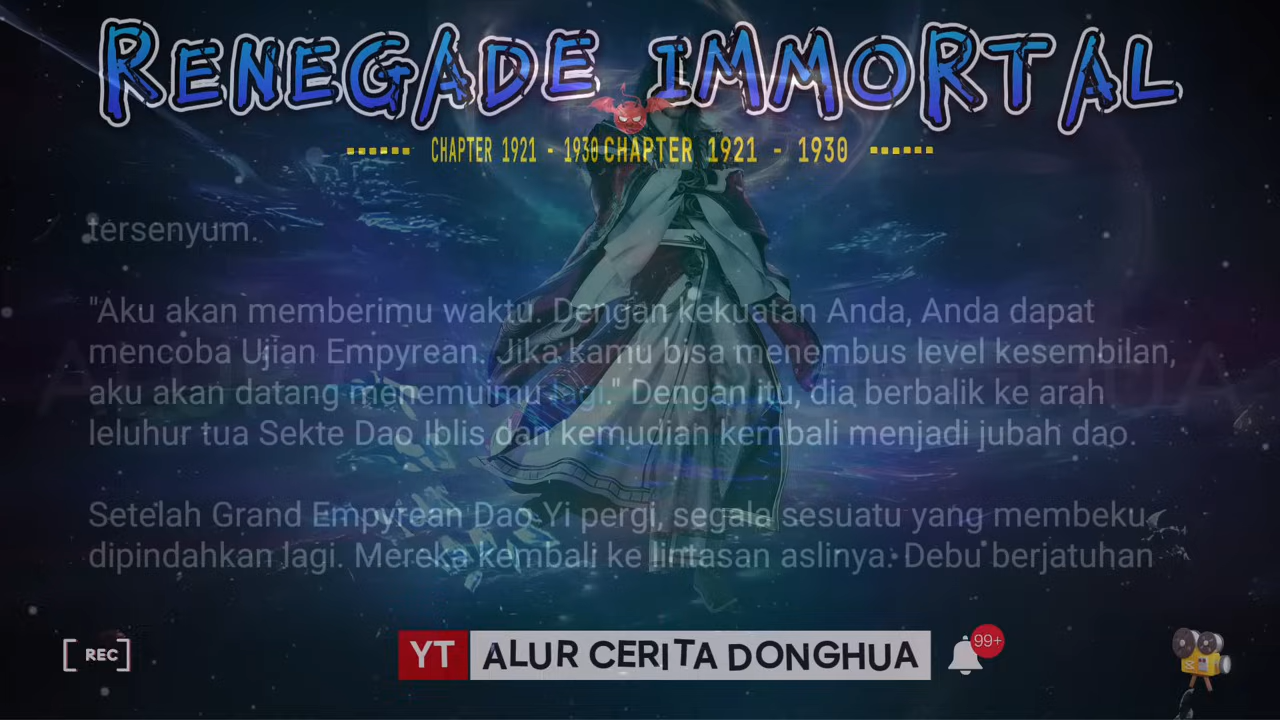 RENEGADE IMMORTAL
CHAPTER 1921 - 1930 CHAPTER 1921 - 1930
tersenyum.
"Aku akan memberimu waktu. Dengan kekuatan Anda, Anda dapat
mencoba Ujian Empyrean. Jika kamu bisa menembus level kesembilan,
aku akan datang menemuimu lagi." Dengan itu, dia berbalik ke arah
leluhur tua Sekte Dao Iblis dan kemudian kembali menjadi jubah dao.
Setelah Grand Empyrean Dao Yi pergi, segala sesuatu yang membeku
dipindahkan lagi. Mereka kembali ke lintasan aslinya. Debu berjatuhan
[REC]
YT ALUR CERITA DONGHUA
99+